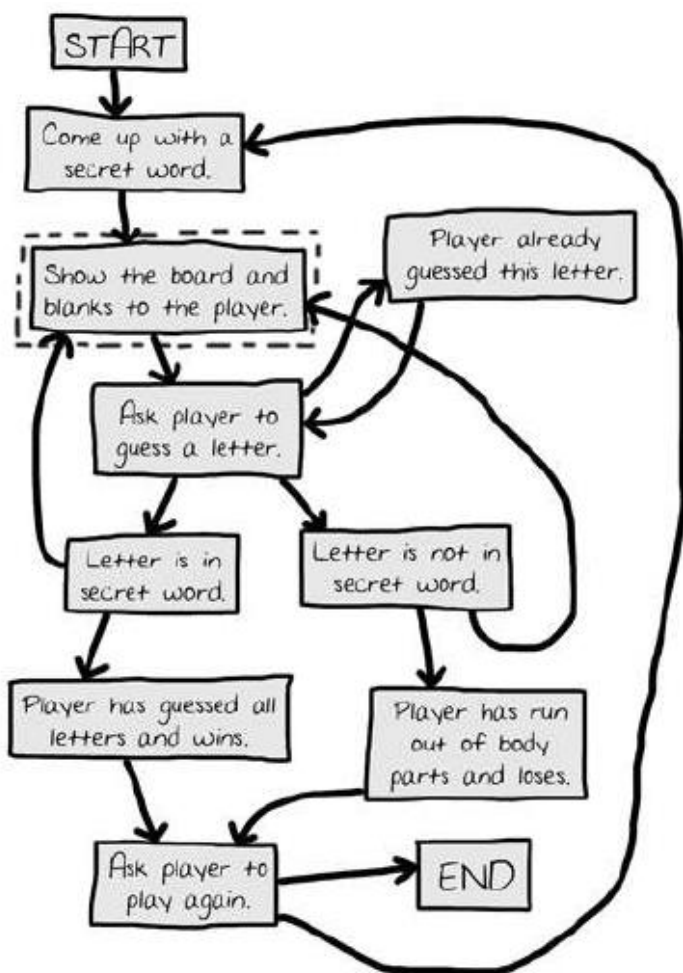 START
Come up with a
secret word.
Show the board and
blanks to the player.
Player already
guessed this letter.
Ask player to
guess a letter.
Letter is in
secret word.
Letter is not in
secret word.
Player has guessed all
letters and wins.
Player has run
out of body
parts and loses.
Ask player to
play again.
END